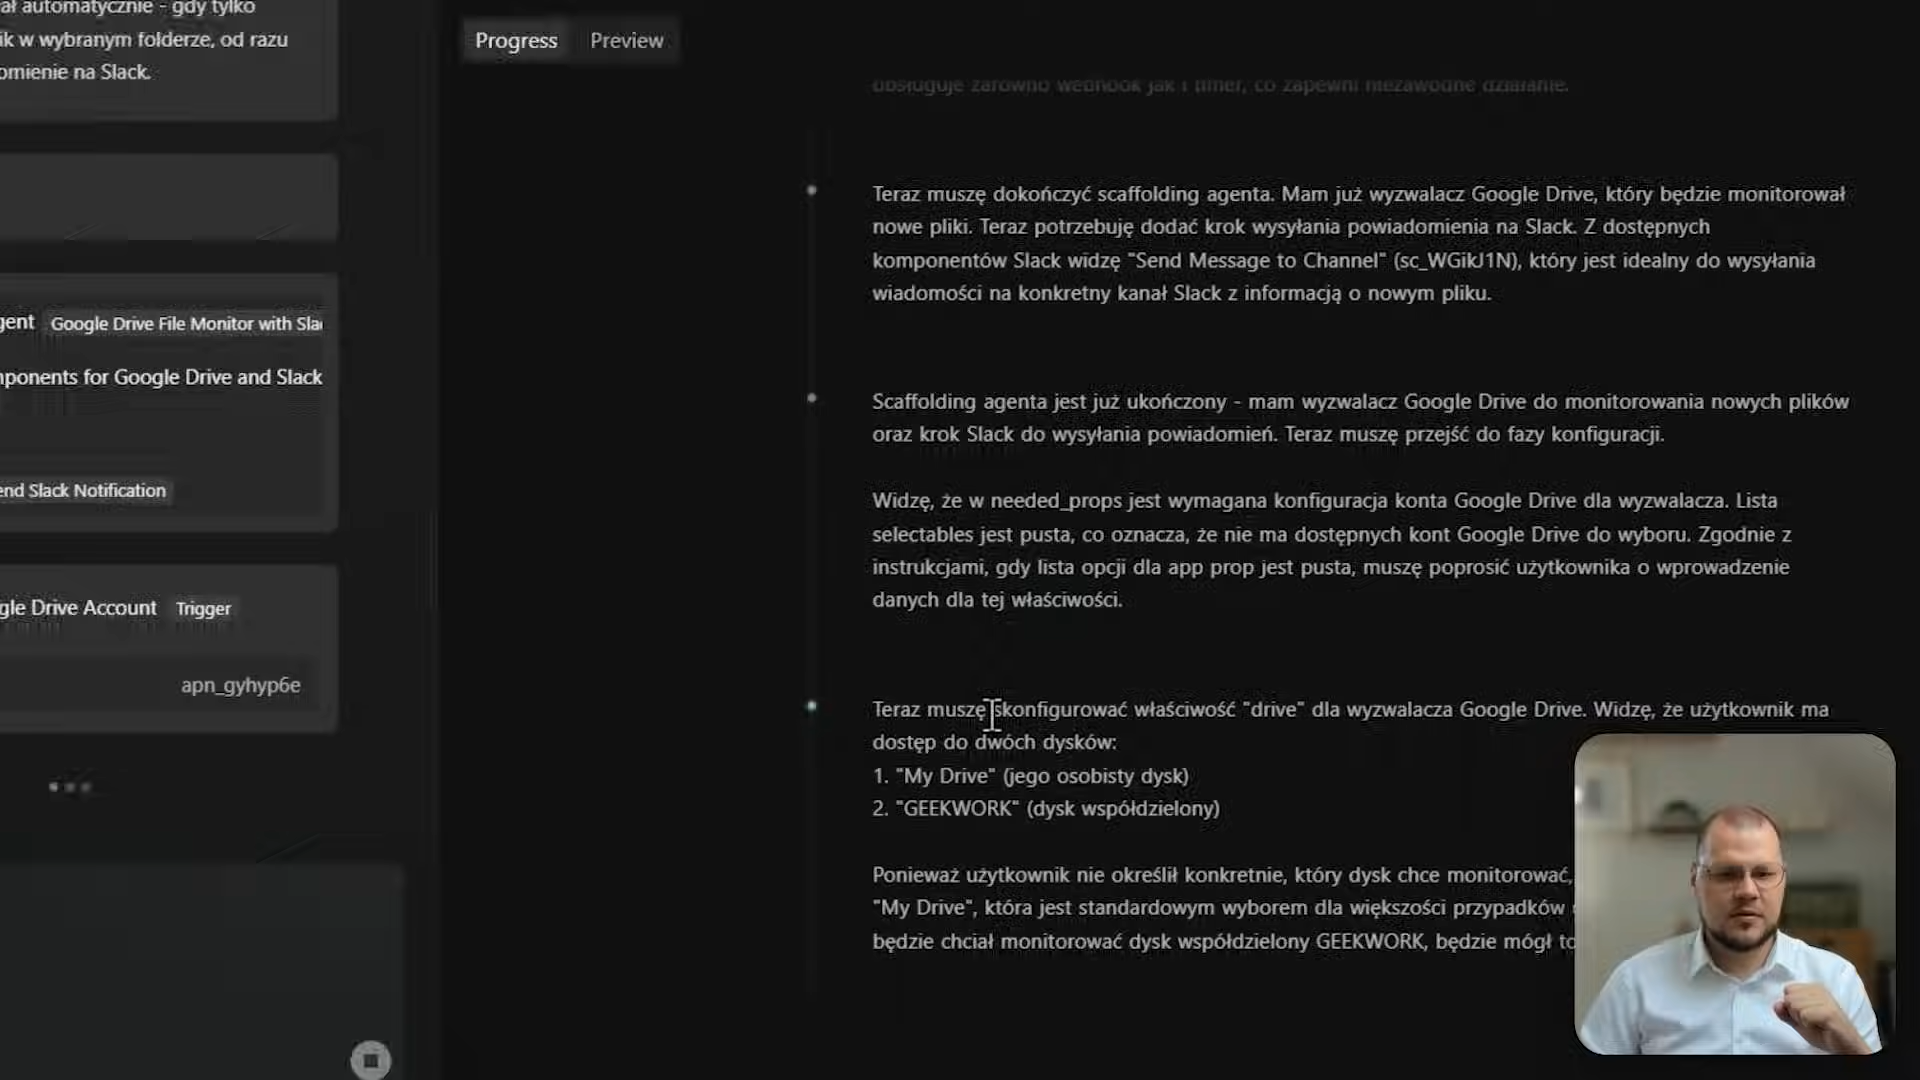 ał automatycznie - gdy tylko
ik w wybranym folderze, od razu
omienie na Slack.
gent Google Drive File Monitor with Sla
ponents for Google Drive and Slack
end Slack Notification
gle Drive Account Trigger
apn_gyhyp6e
Progress Preview
obsługuje zarówno webhook jak i timer, co zapewni niezawodne działanie.
Teraz muszę dokończyć scaffolding agenta. Mam już wyzwalacz Google Drive, który będzie monitorował
nowe pliki. Teraz potrzebuję dodać krok wysyłania powiadomienia na Slack. Z dostępnych
komponentów Slack widzę "Send Message to Channel" (sc_WGikJ1N), który jest idealny do wysyłania
wiadomości na konkretny kanał Slack z informacją o nowym pliku.
Scaffolding agenta jest już ukończony - mam wyzwalacz Google Drive do monitorowania nowych plików
oraz krok Slack do wysyłania powiadomień. Teraz muszę przejść do fazy konfiguracji.
Widzę, że w needed_props jest wymagana konfiguracja konta Google Drive dla wyzwalacza. Lista
selectables jest pusta, co oznacza, że nie ma dostępnych kont Google Drive do wyboru. Zgodnie z
instrukcjami, gdy lista opcji dla app prop jest pusta, muszę poprosić użytkownika o wprowadzenie
danych dla tej właściwości.
Teraz muszę skonfigurować właściwość "drive" dla wyzwalacza Google Drive. Widzę, że użytkownik ma
dostęp do dwóch dysków:
1. "My Drive" (jego osobisty dysk)
2. "GEEKWORK" (dysk współdzielony)
Ponieważ użytkownik nie określił konkretnie, który dysk chce monitorować,
"My Drive", która jest standardowym wyborem dla większości przypadków
będzie chciał monitorować dysk współdzielony GEEKWORK, będzie mógł to